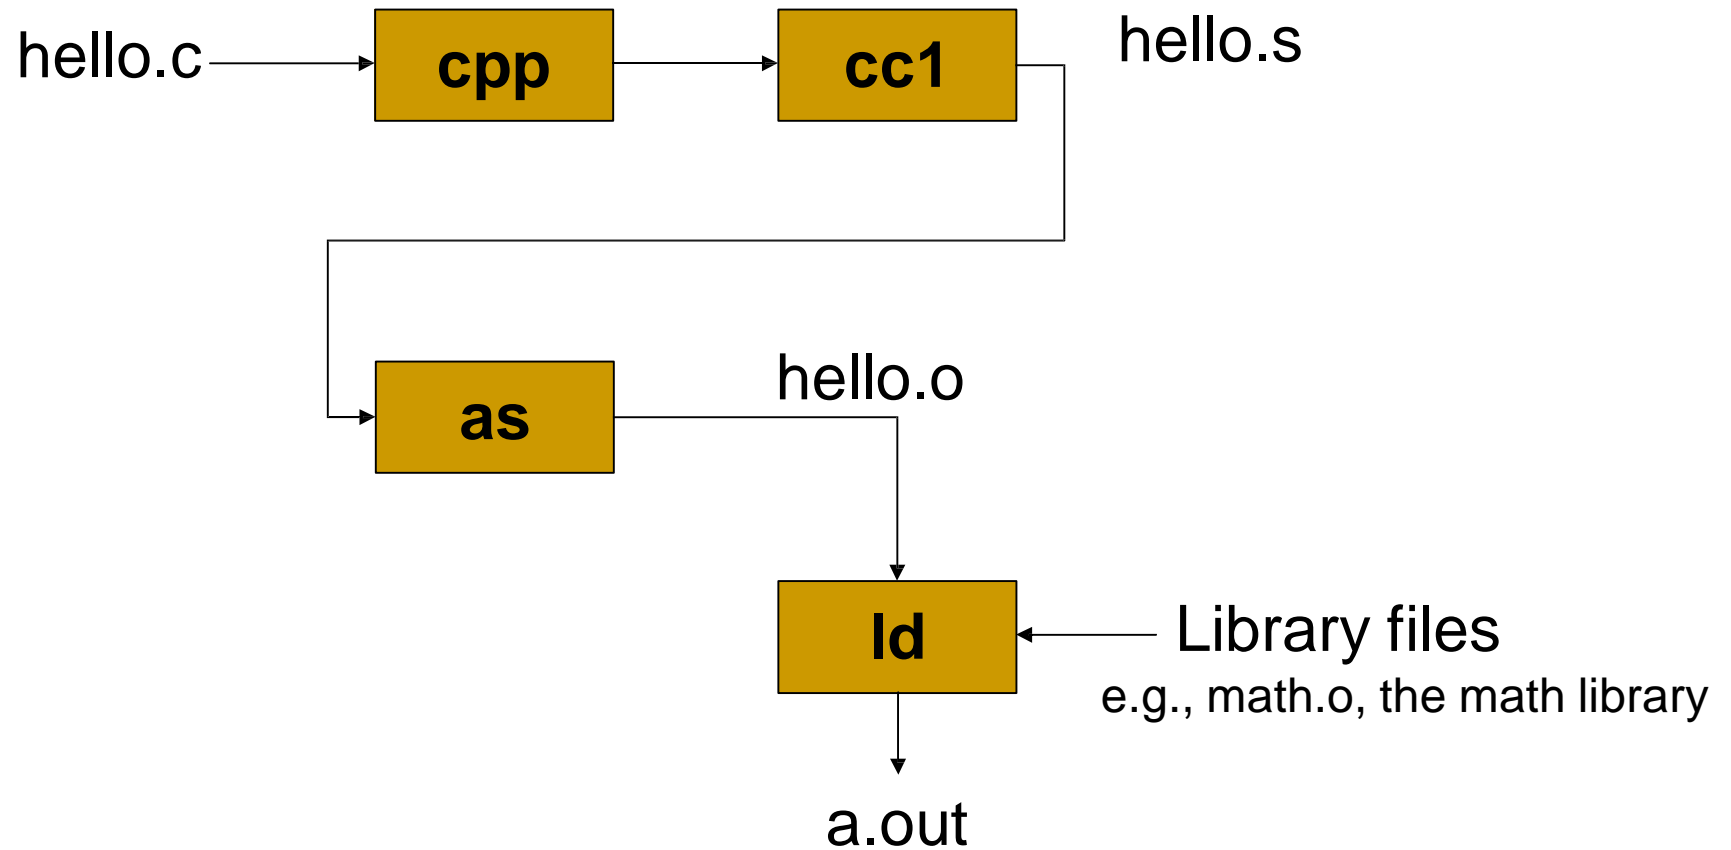 hello.c
cpp
cc1
hello.s
as
hello.o
ld
Library files
e.g., math.o, the math library
a.out